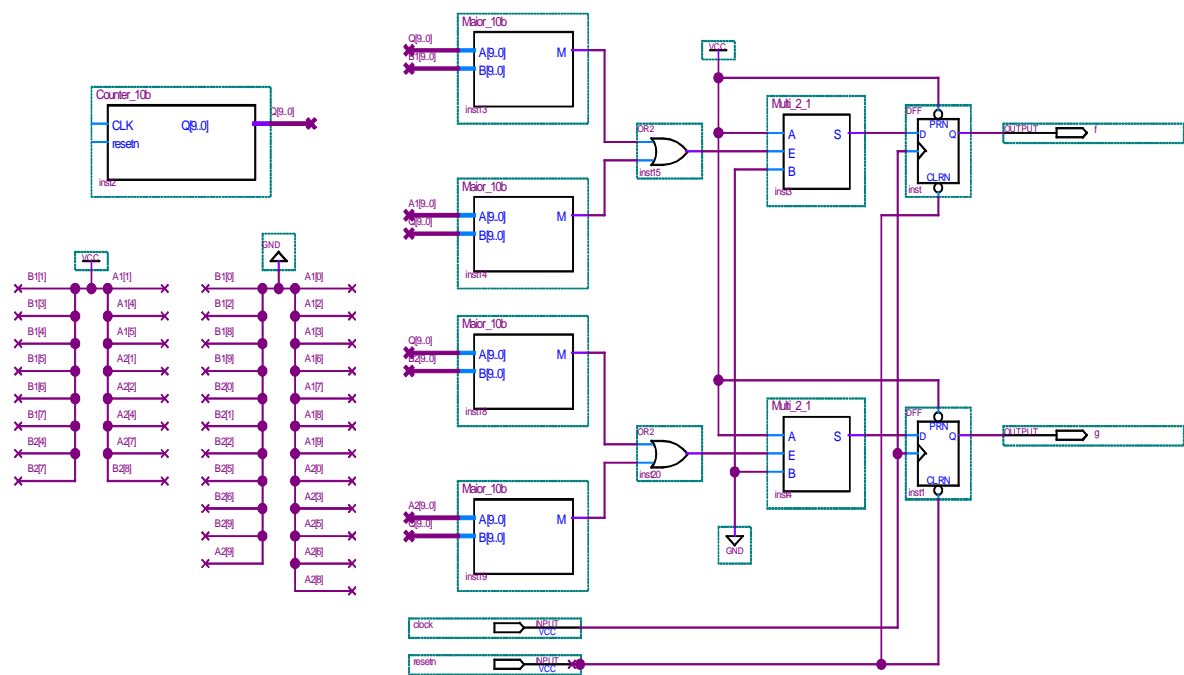 Counter_10b
CLK
resetn
Q[9..0]
Q[9..0]
inst2
VCC
B1[1]
B1[3]
B1[4]
B1[5]
B1[6]
B1[7]
B2[4]
B2[7]
A1[1]
A1[4]
A1[5]
A2[1]
A2[2]
A2[4]
A2[7]
A2[8]
GND
B1[0]
B1[2]
B1[8]
B1[9]
B2[0]
B2[1]
B2[2]
B2[5]
B2[6]
B2[9]
A2[9]
A1[0]
A1[2]
A1[3]
A1[6]
A1[7]
A1[8]
A1[9]
A2[0]
A2[3]
A2[5]
A2[6]
A2[8]
Maior_10b
Q[9..0]
B1[9..0]
A[9..0]
B[9..0]
M
inst13
Maior_10b
A1[9..0]
Q[9..0]
A[9..0]
B[9..0]
M
inst14
OR2
inst15
Maior_10b
Q[9..0]
B2[9..0]
A[9..0]
B[9..0]
M
inst18
Maior_10b
A2[9..0]
Q[9..0]
A[9..0]
B[9..0]
M
inst19
OR2
inst20
VCC
Multi_2_1
A
E
B
S
inst3
DFF
PRN
D
Q
CLRN
inst
OUTPUT
f
Multi_2_1
A
E
B
S
inst4
DFF
PRN
D
Q
CLRN
inst1
OUTPUT
g
GND
clock
INPUT
VCC
resetn
INPUT
VCC